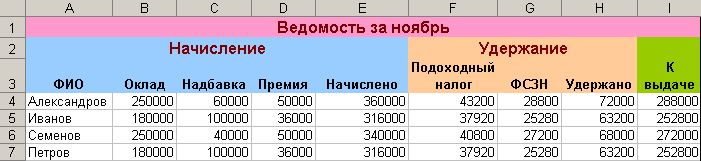 A B C D E F G H I
1 Ведомость за ноябрь
2 Начисление Удержание
3 ФИО Оклад Надбавка Премия Начислено Подоходный налог ФСЗН Удержано К выдаче
4 Александров 250000 60000 50000 360000 43200 28800 72000 288000
5 Иванов 180000 100000 36000 316000 37920 25280 63200 252800
6 Семенов 250000 40000 50000 340000 40800 27200 68000 272000
7 Петров 180000 100000 36000 316000 37920 25280 63200 252800